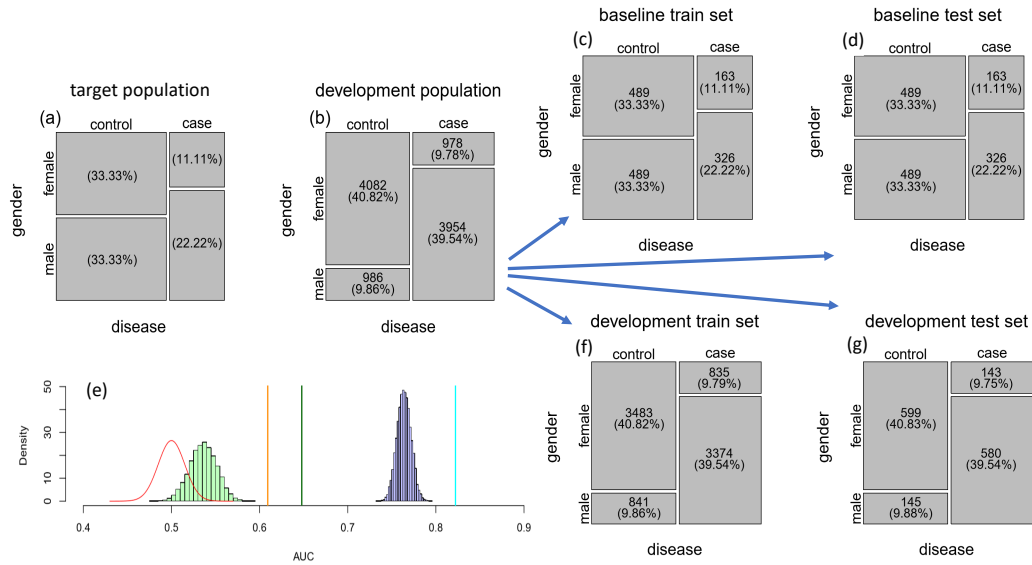 baseline train set
baseline test set
(c)
control
case
gender
female
male
489
(33.33%)
163
(11.11%)
489
(33.33%)
326
(22.22%)
disease
(d)
control
case
gender
female
male
489
(33.33%)
163
(11.11%)
489
(33.33%)
326
(22.22%)
disease
target population
(a)
control
case
gender
female
male
(33.33%)
(11.11%)
(33.33%)
(22.22%)
disease
development population
(b)
control
case
gender
female
male
978
(9.78%)
4082
(40.82%)
3954
(39.54%)
986
(9.86%)
disease
(e)
Density
50
30
10
0
0.4
0.5
0.6
0.7
0.8
0.9
AUC
development train set
(f)
control
case
gender
female
male
835
(9.79%)
3483
(40.82%)
3374
(39.54%)
841
(9.86%)
disease
development test set
(g)
control
case
gender
female
male
143
(9.75%)
599
(40.83%)
580
(39.54%)
145
(9.88%)
disease